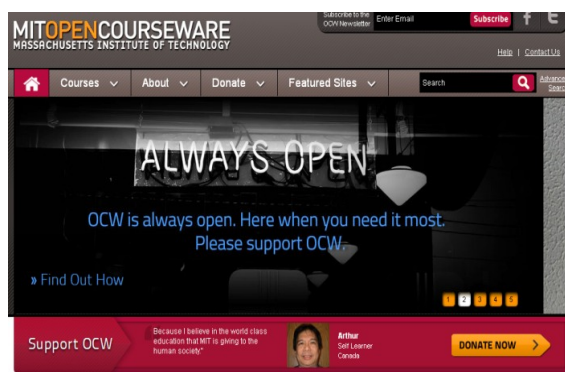 Subscribe to the
OCW Newsletter
Enter Email
Subscribe
f
t
MITOPENCOURSEWARE
MASSACHUSETTS INSTITUTE OF TECHNOLOGY
Help | Contact Us
Courses
About
Donate
Featured Sites
Search
Advance
Searc
ALWAYS OPEN
OCW is always open. Here when you need it most.
Please support OCW.
» Find Out How
1 2 3 4 5
Support OCW
Because I believe in the world class
education that MIT is giving to the
human society."
Arthur
Self Learner
Canada
DONATE NOW